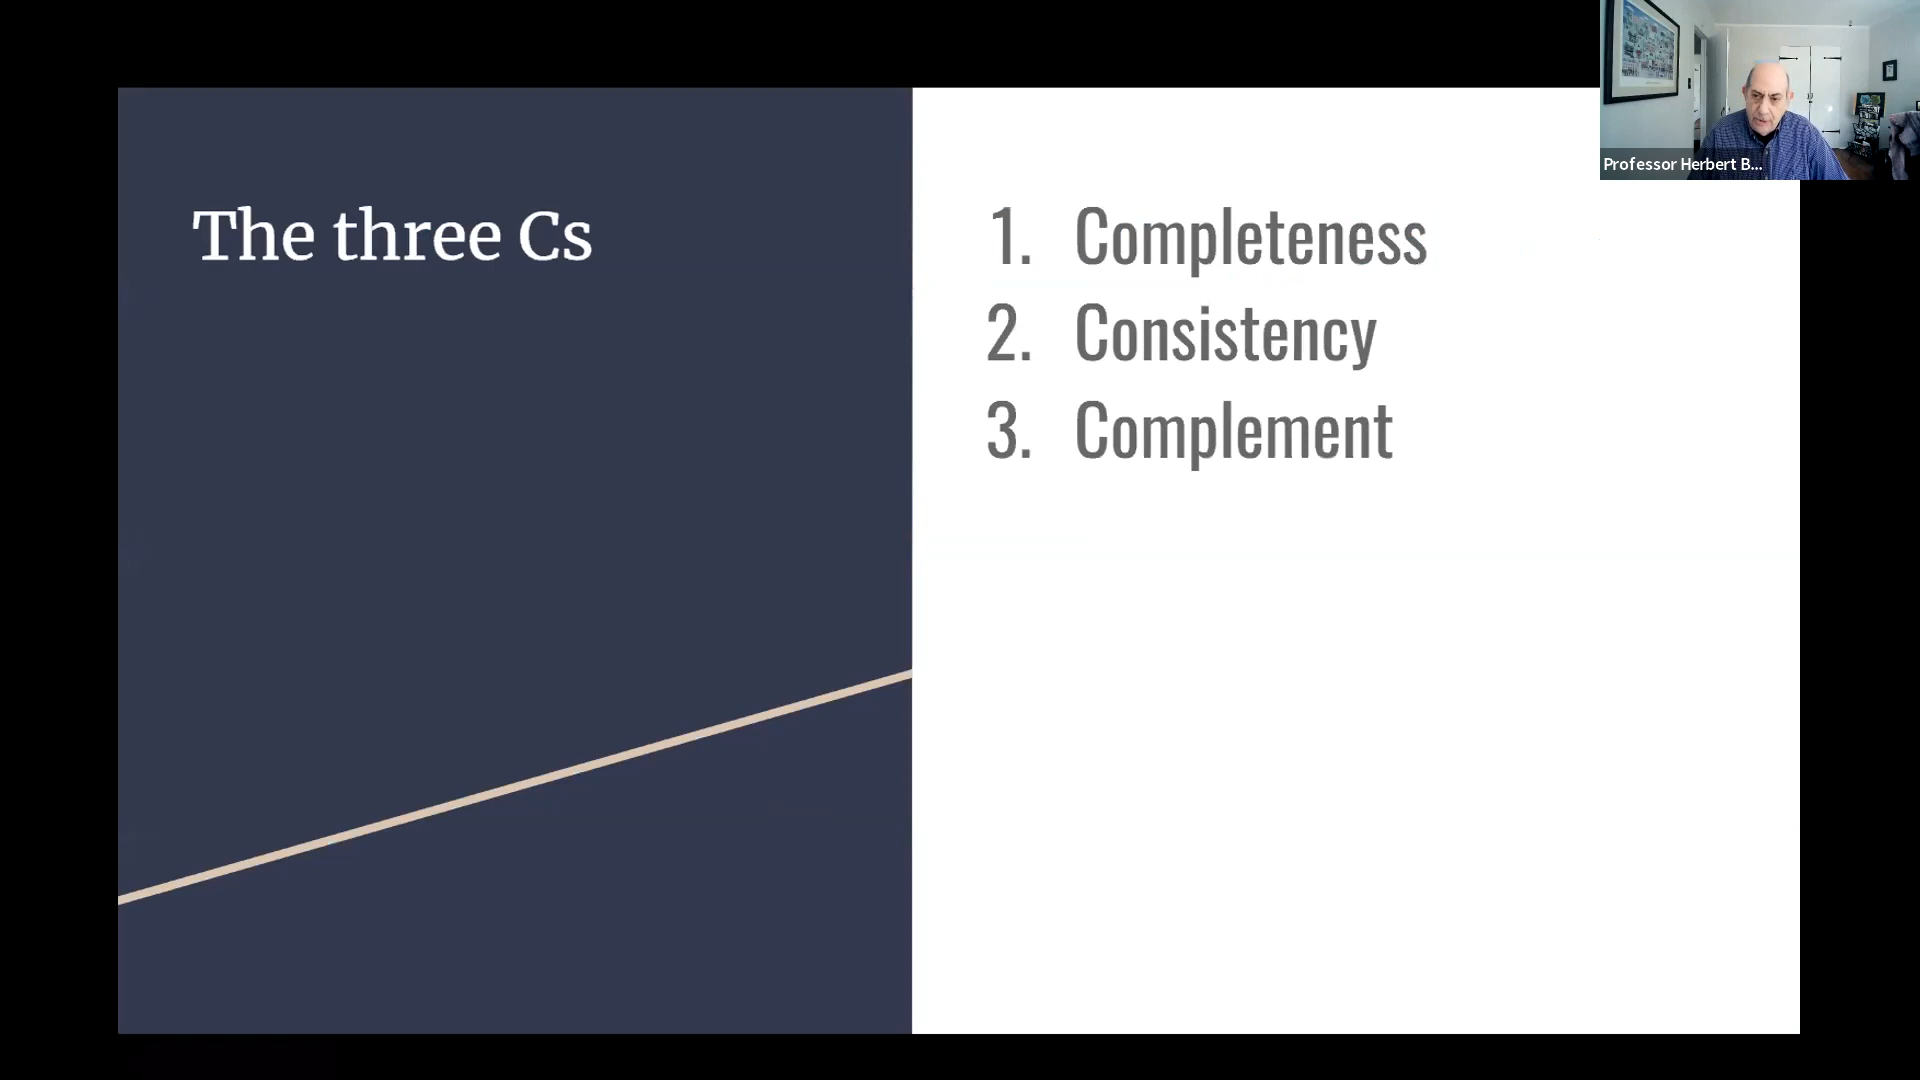 The three Cs
1. Completeness
2. Consistency
3. Complement
Professor Herbert B...